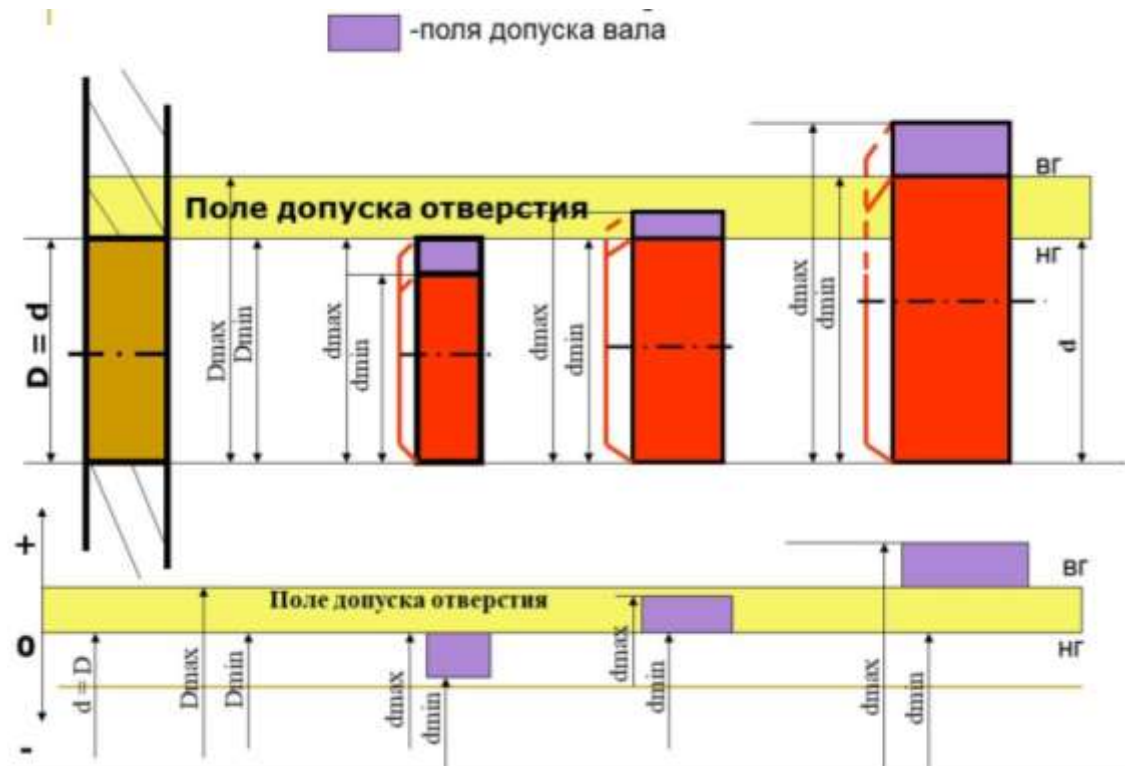 -поля допуска вала
вг
Поле допуска отверстия
нг
D = d
Dmax
Dmin
dmax
dmin
dmax
dmin
dmax
dmin
d
+
Поле допуска отверстия
вг
0
нг
d = D
Dmax
Dmin
dmax
dmin
dmax
dmin
dmax
dmin
-